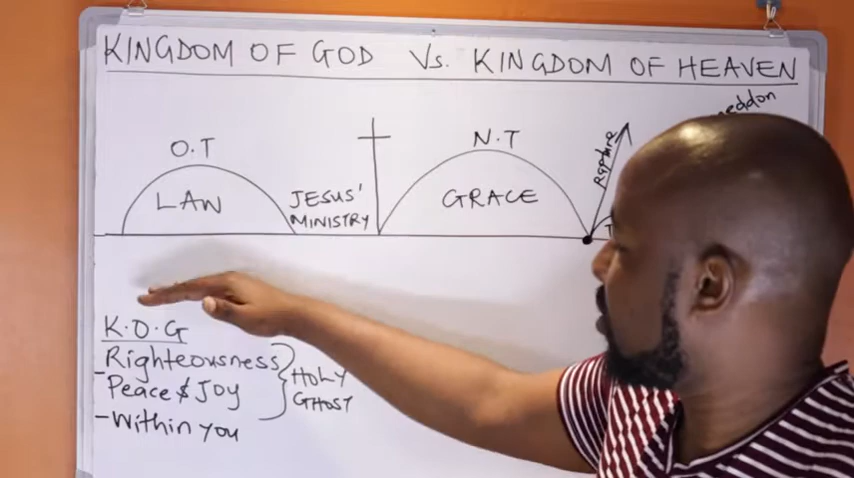 KINGDOM OF GOD Vs. KINGDOM OF HEAVEN
O.T
LAW
JESUS'
MINISTRY
N.T
GRACE
Rapture
K.O.G
Righteousness
- Peace & Joy
- Within you
HOLY
GHOST